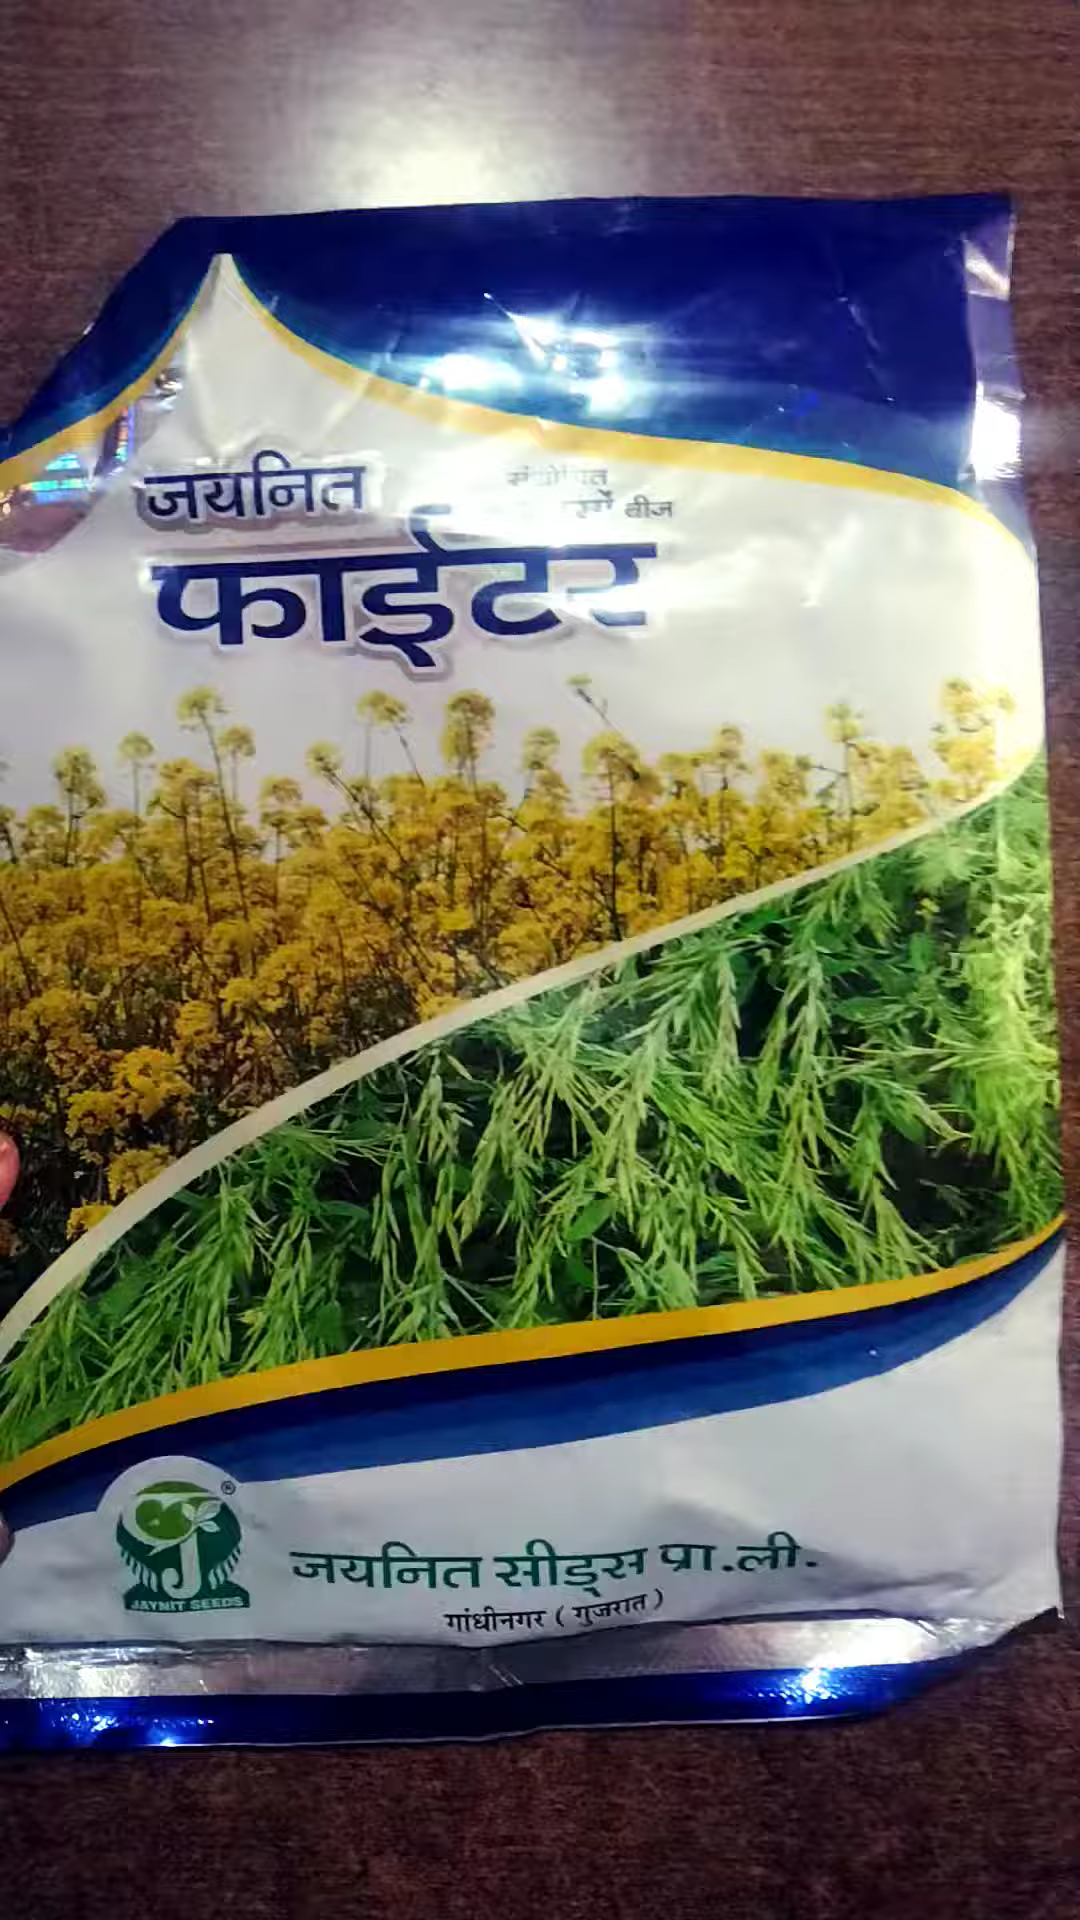 जयनित
बीज
फाईटर
®
JAYNIT SEEDS
जयनित सीड्स प्रा.ली.
गांधीनगर ( गुजरात )